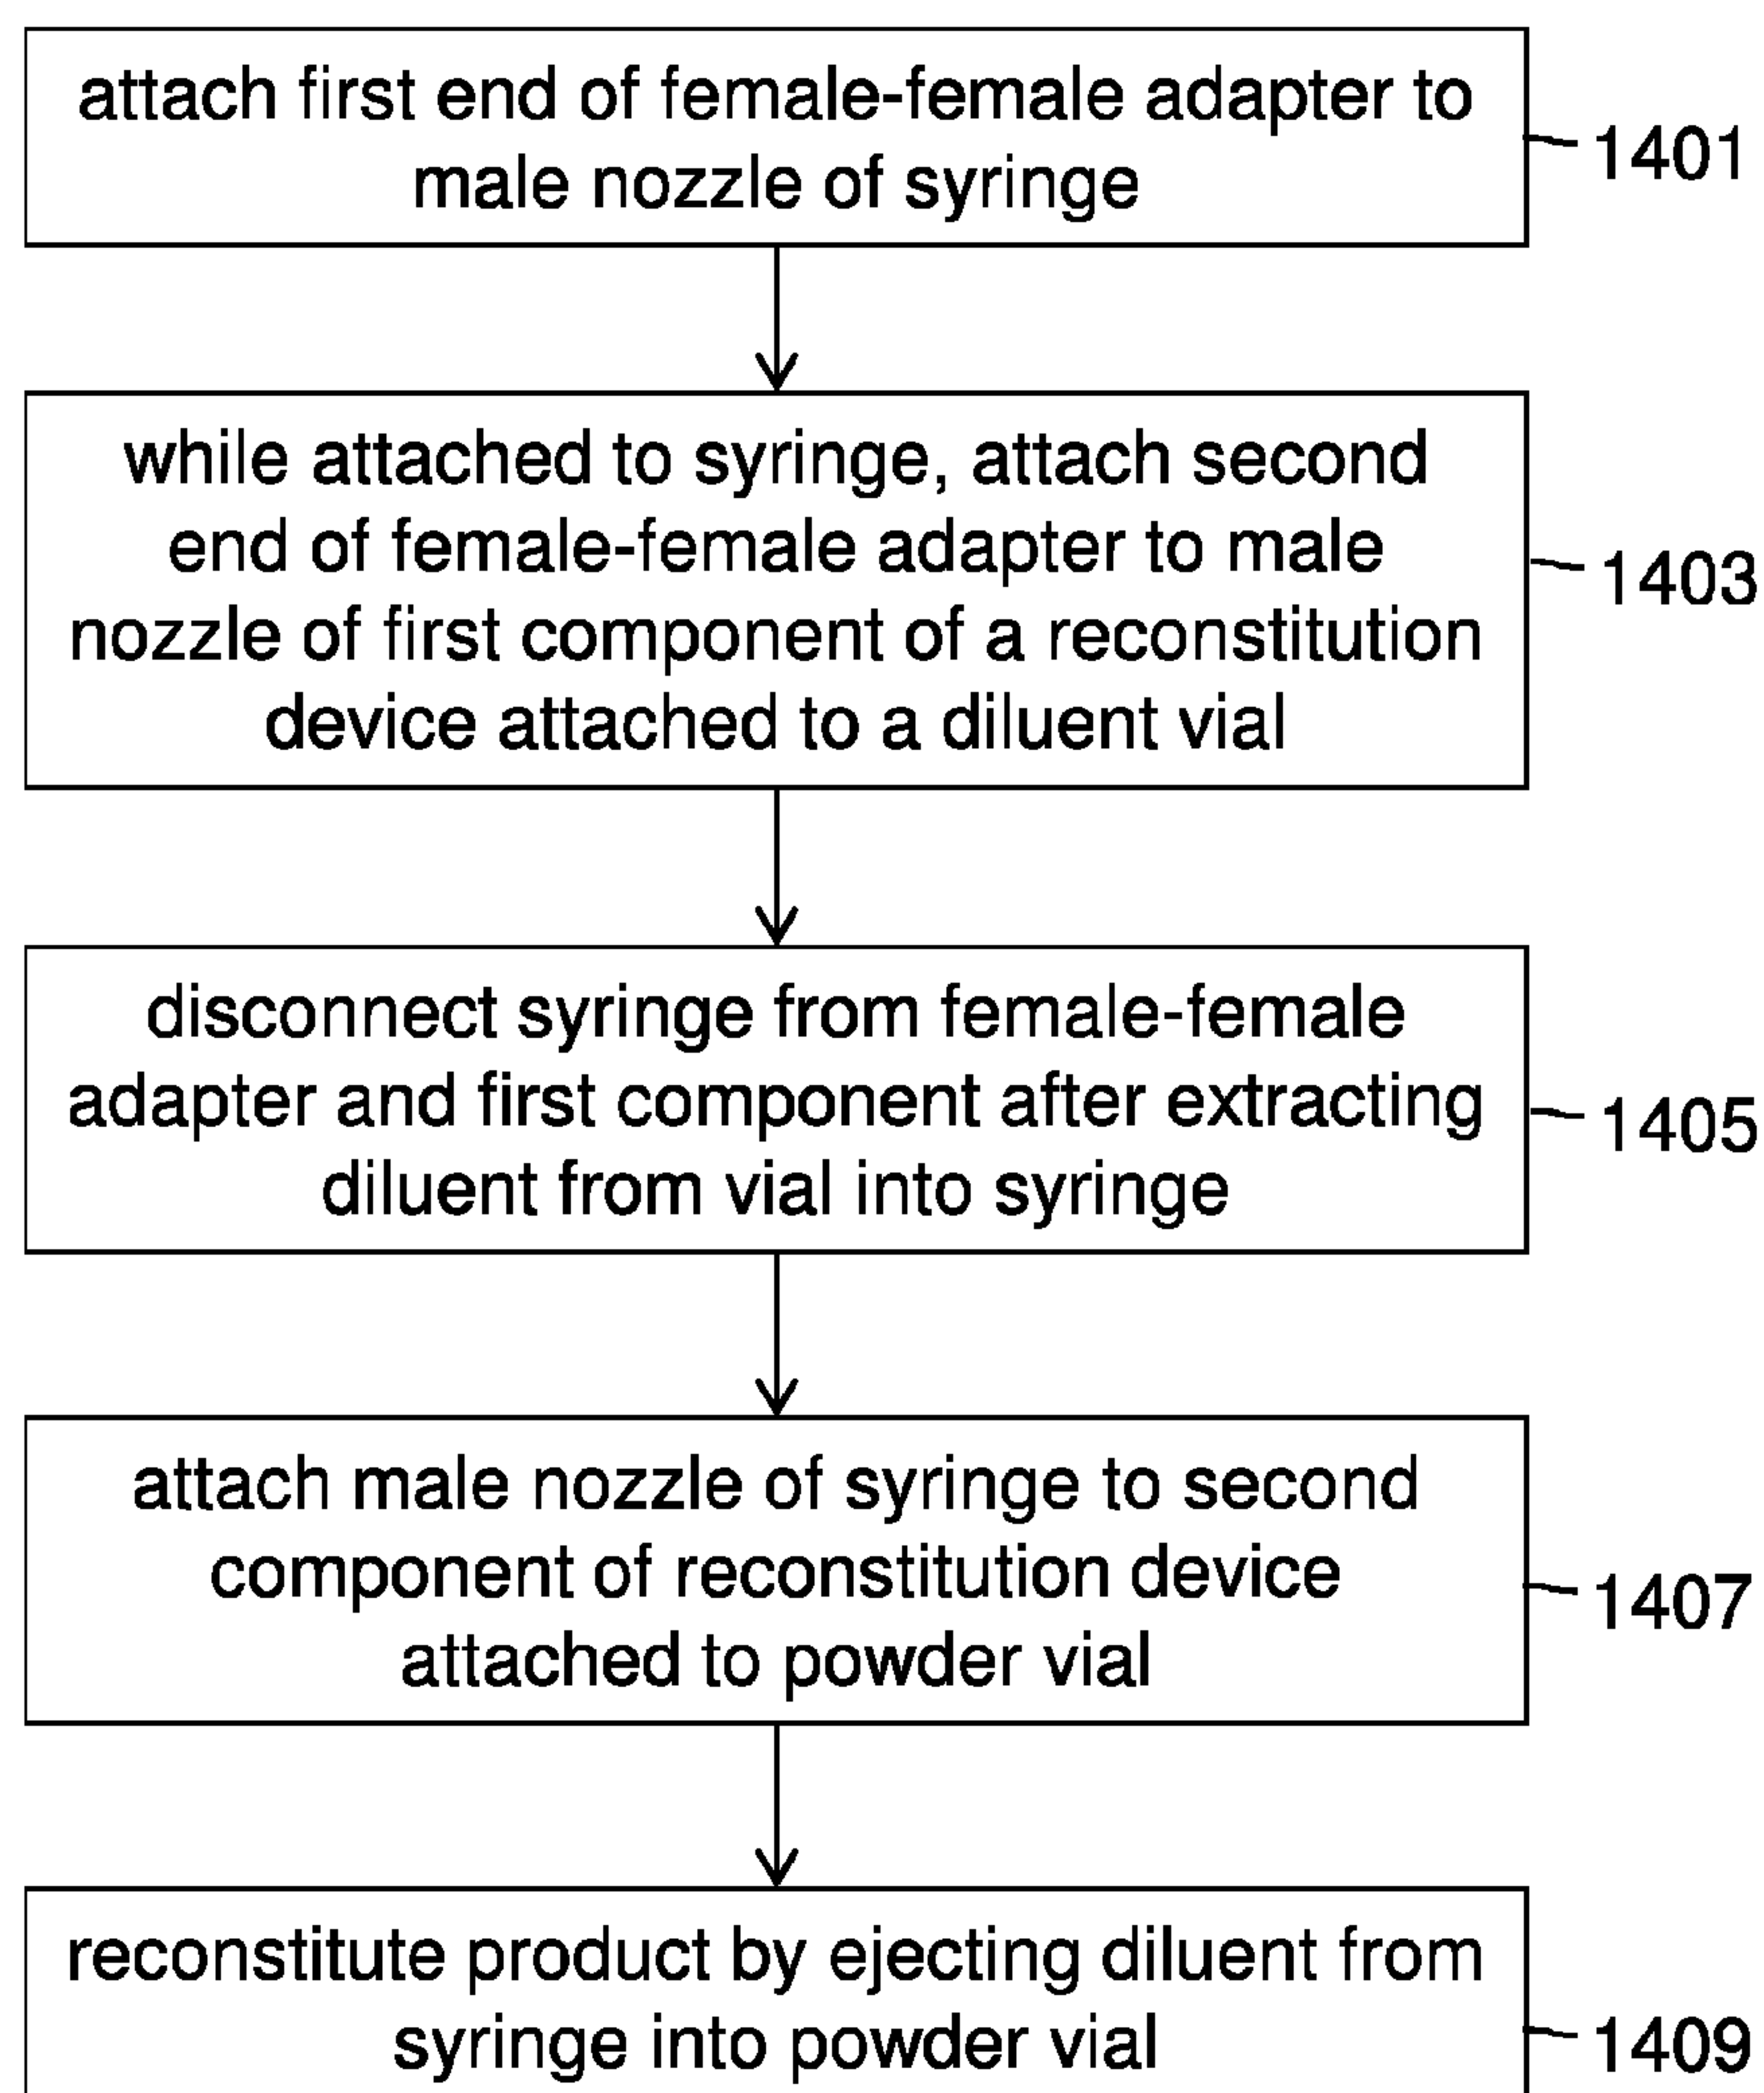 attach first end of female-female adapter to
male nozzle of syringe
1401
while attached to syringe, attach second
end of female-female adapter to male
nozzle of first component of a reconstitution
device attached to a diluent vial
1403
disconnect syringe from female-female
adapter and first component after extracting
diluent from vial into syringe
1405
attach male nozzle of syringe to second
component of reconstitution device
attached to powder vial
1407
reconstitute product by ejecting diluent from
syringe into powder vial
1409